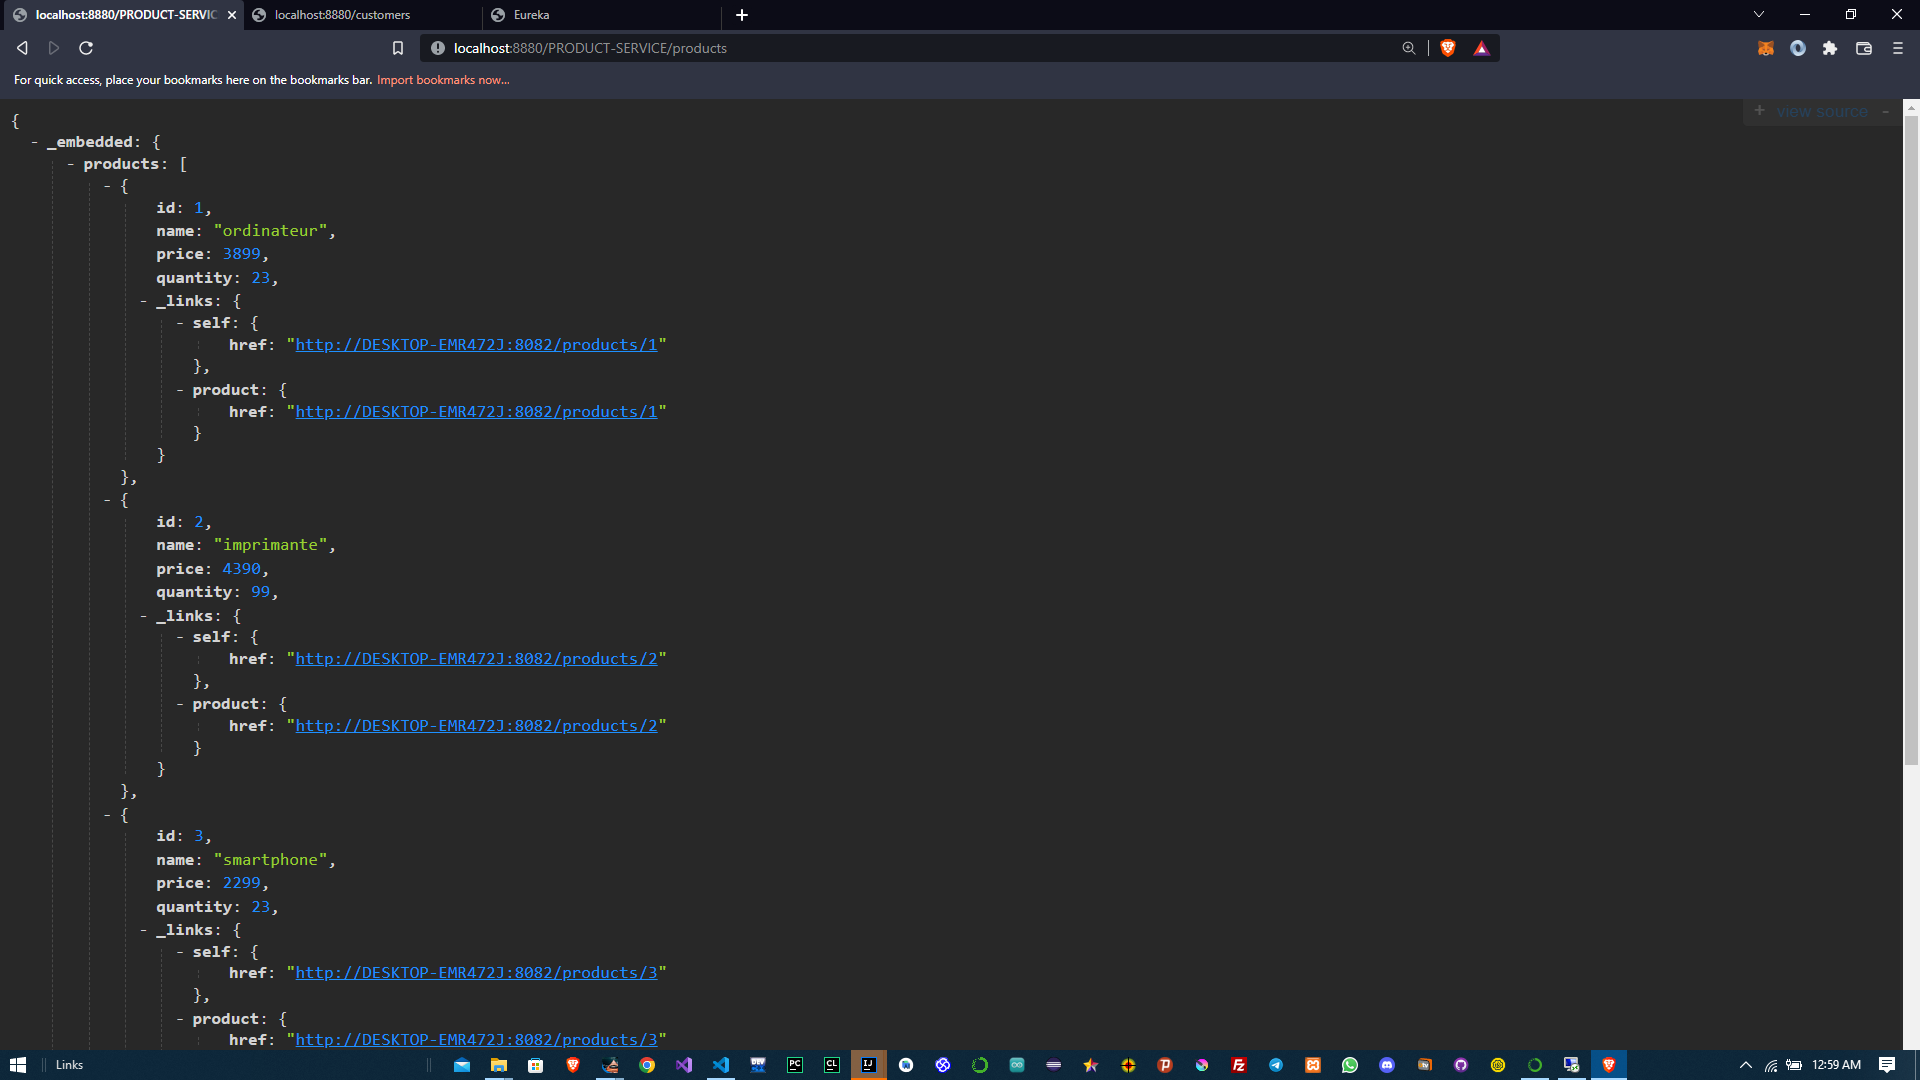 localhost:8880/PRODUCT-SERVIC
localhost:8880/customers
Eureka
localhost:8880/PRODUCT-SERVICE/products
For quick access, place your bookmarks here on the bookmarks bar. Import bookmarks now...
+ view source -
{
- _embedded: {
- products: [
- {
id: 1,
name: "ordinateur",
price: 3899,
quantity: 23,
- _links: {
- self: {
href: "http://DESKTOP-EMR472J:8082/products/1"
},
- product: {
href: "http://DESKTOP-EMR472J:8082/products/1"
}
}
},
- {
id: 2,
name: "imprimante",
price: 4390,
quantity: 99,
- _links: {
- self: {
href: "http://DESKTOP-EMR472J:8082/products/2"
},
- product: {
href: "http://DESKTOP-EMR472J:8082/products/2"
}
}
},
- {
id: 3,
name: "smartphone",
price: 2299,
quantity: 23,
- _links: {
- self: {
href: "http://DESKTOP-EMR472J:8082/products/3"
},
- product: {
href: "http://DESKTOP-EMR472J:8082/products/3"
Links
PC
CL
IJ
FZ
12:59 AM